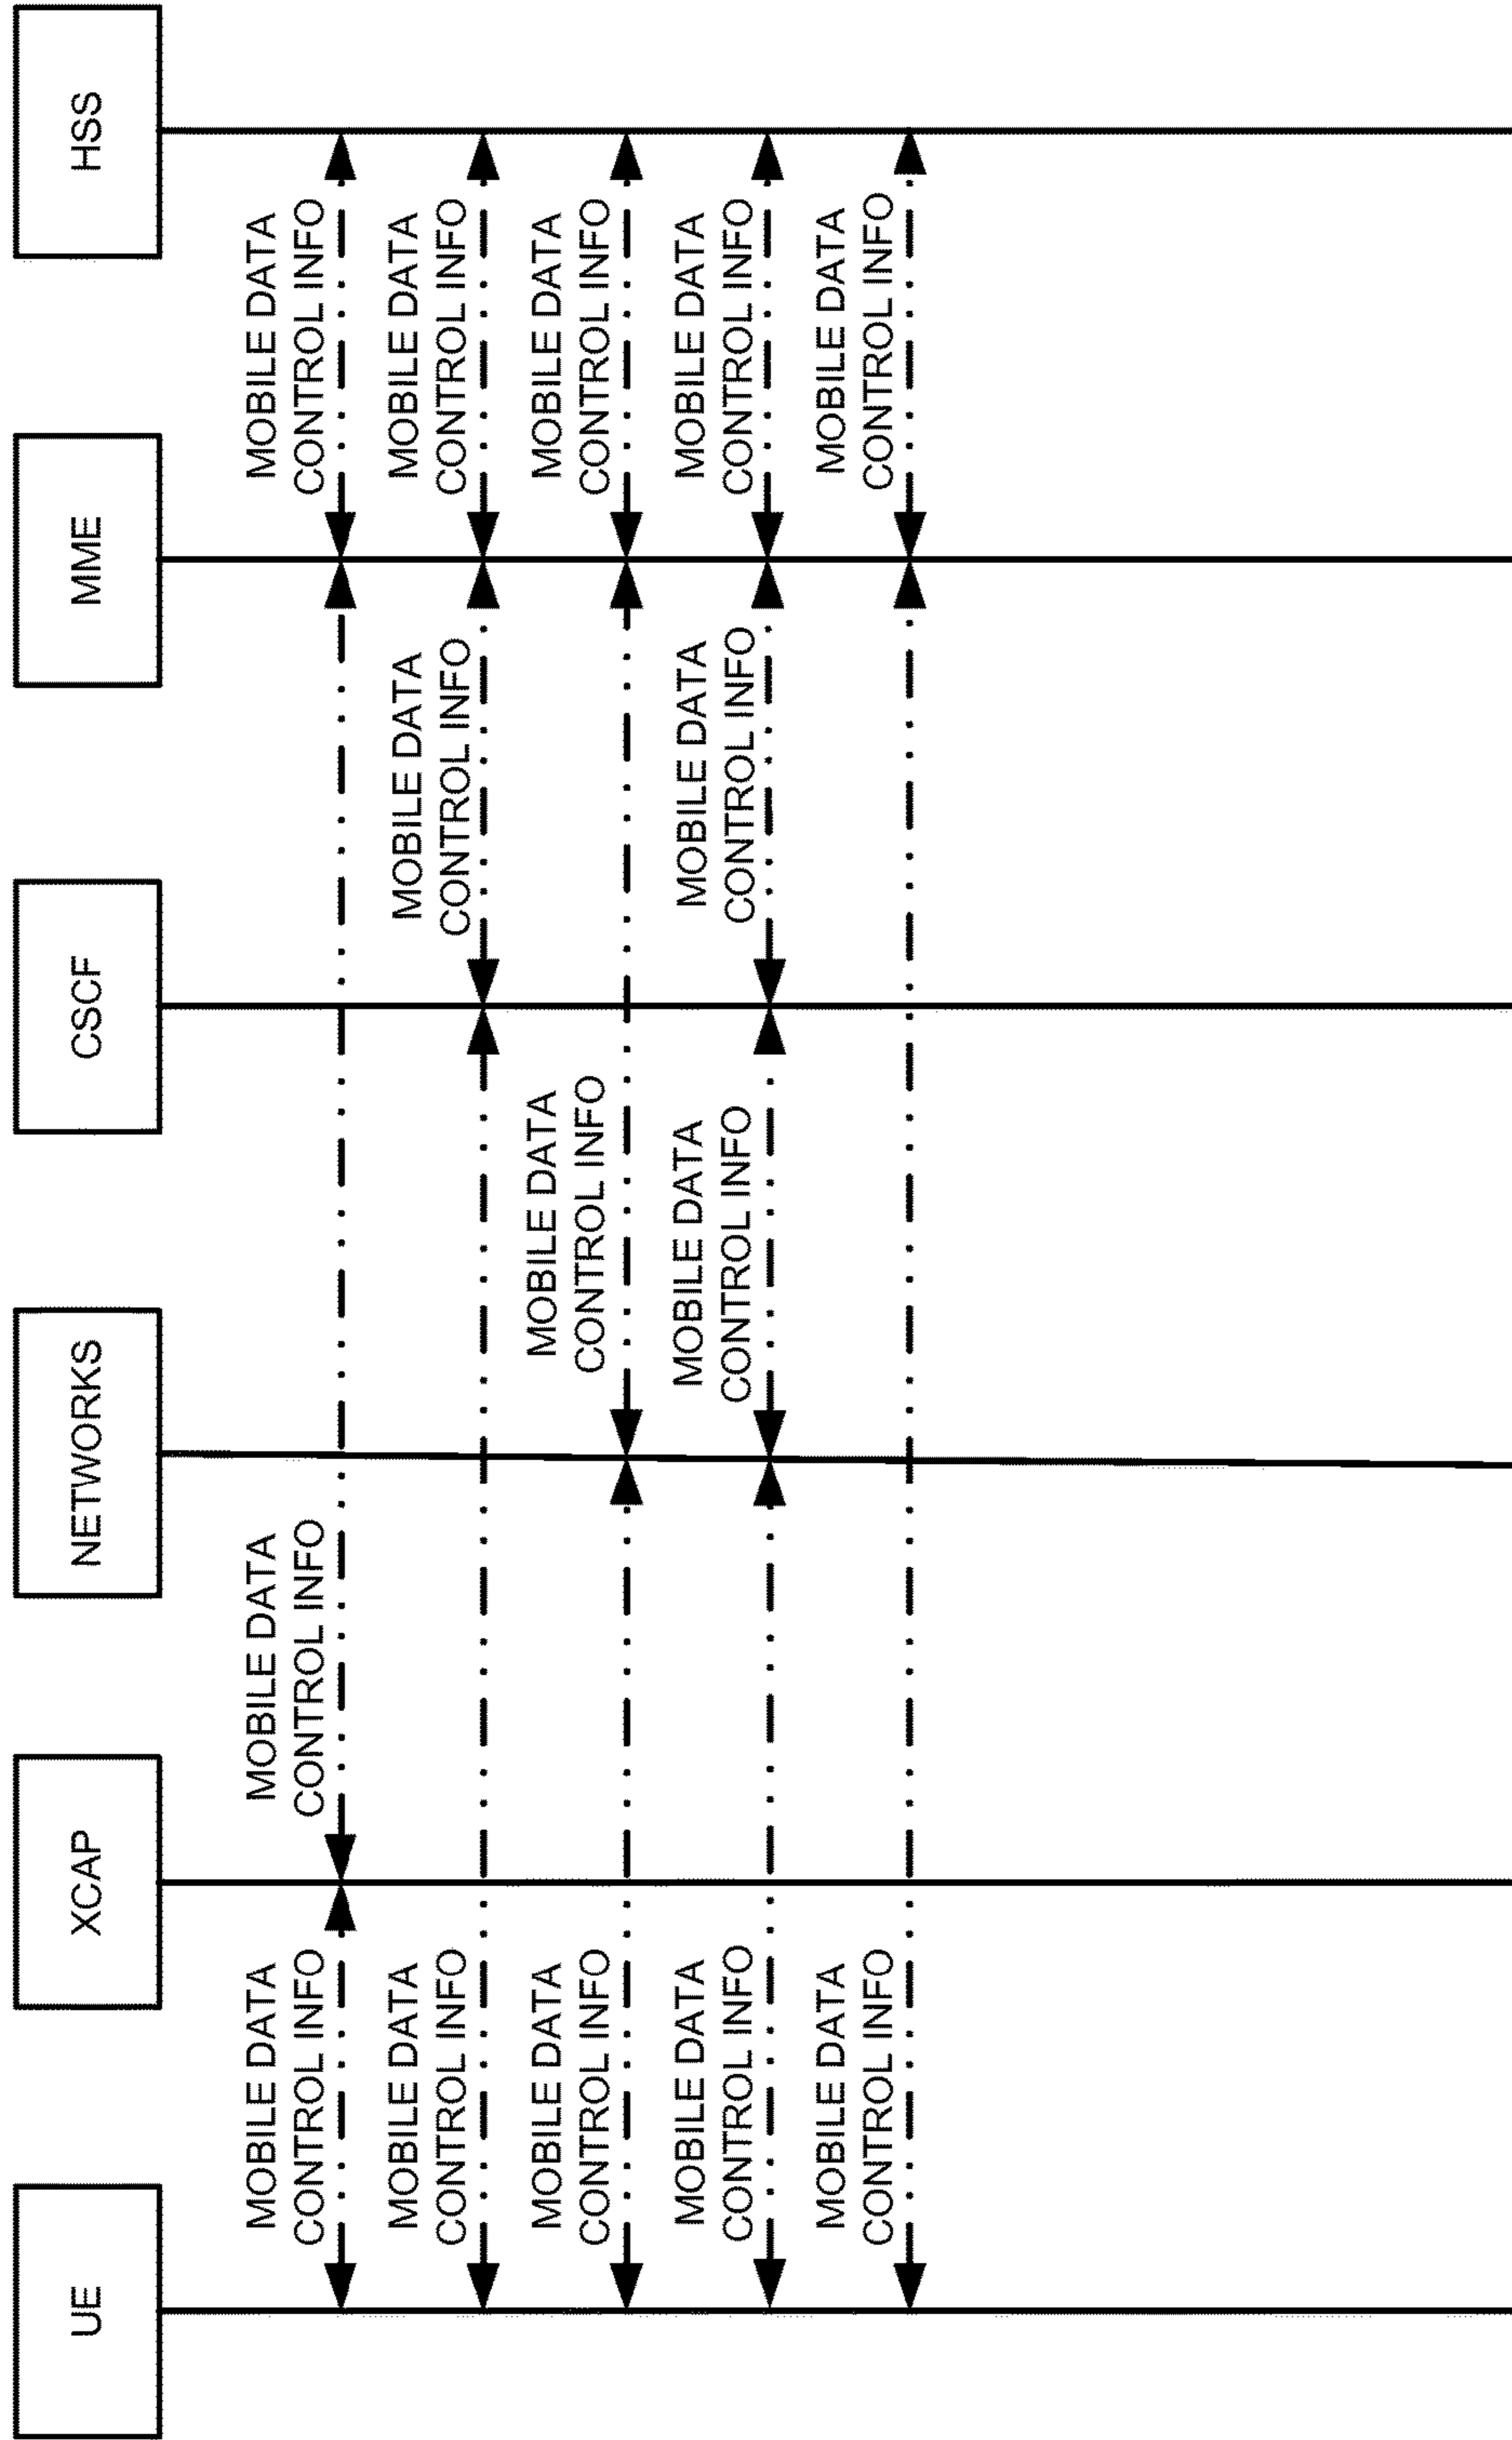 UE
XCAP
NETWORKS
CSCF
MME
HSS
MOBILE DATA
CONTROL INFO
MOBILE DATA
CONTROL INFO
MOBILE DATA
CONTROL INFO
MOBILE DATA
CONTROL INFO
MOBILE DATA
CONTROL INFO
MOBILE DATA
CONTROL INFO
MOBILE DATA
CONTROL INFO
MOBILE DATA
CONTROL INFO
MOBILE DATA
CONTROL INFO
MOBILE DATA
CONTROL INFO
MOBILE DATA
CONTROL INFO
MOBILE DATA
CONTROL INFO
MOBILE DATA
CONTROL INFO
MOBILE DATA
CONTROL INFO
MOBILE DATA
CONTROL INFO